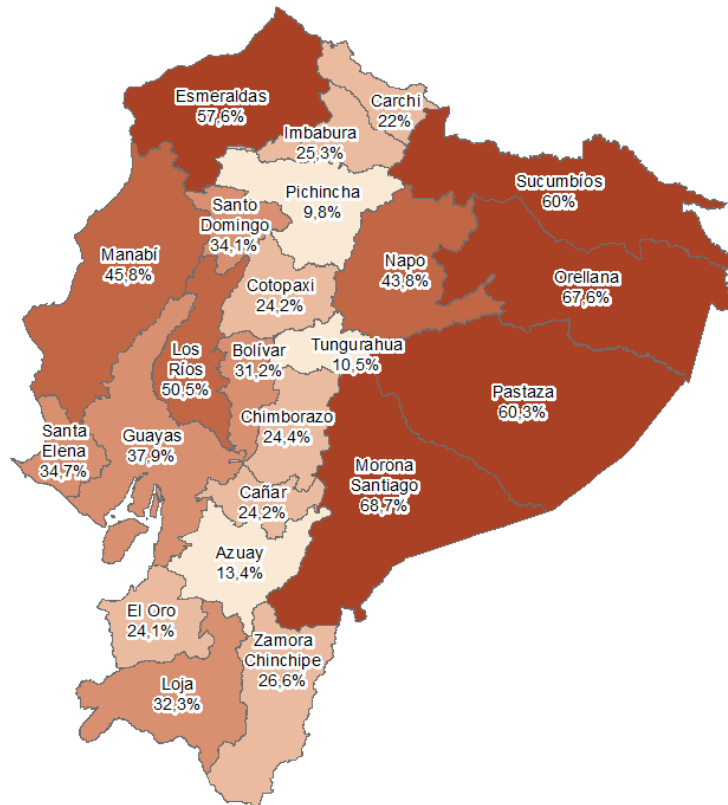 Esmeraldas
57,6%
Carchi
22%
Imbabura
25,3%
Sucumbíos
60%
Pichincha
9,8%
Santo
Domingo
34,1%
Manabí
45,8%
Napo
43,8%
Orellana
67,6%
Cotopaxi
24,2%
Los
Ríos
50,5%
Bolívar
31,2%
Tungurahua
10,5%
Pastaza
60,3%
Chimborazo
24,4%
Santa
Elena
34,7%
Guayas
37,9%
Morona
Santiago
68,7%
Cañar
24,2%
Azuay
13,4%
El Oro
24,1%
Zamora
Chinchipe
26,6%
Loja
32,3%